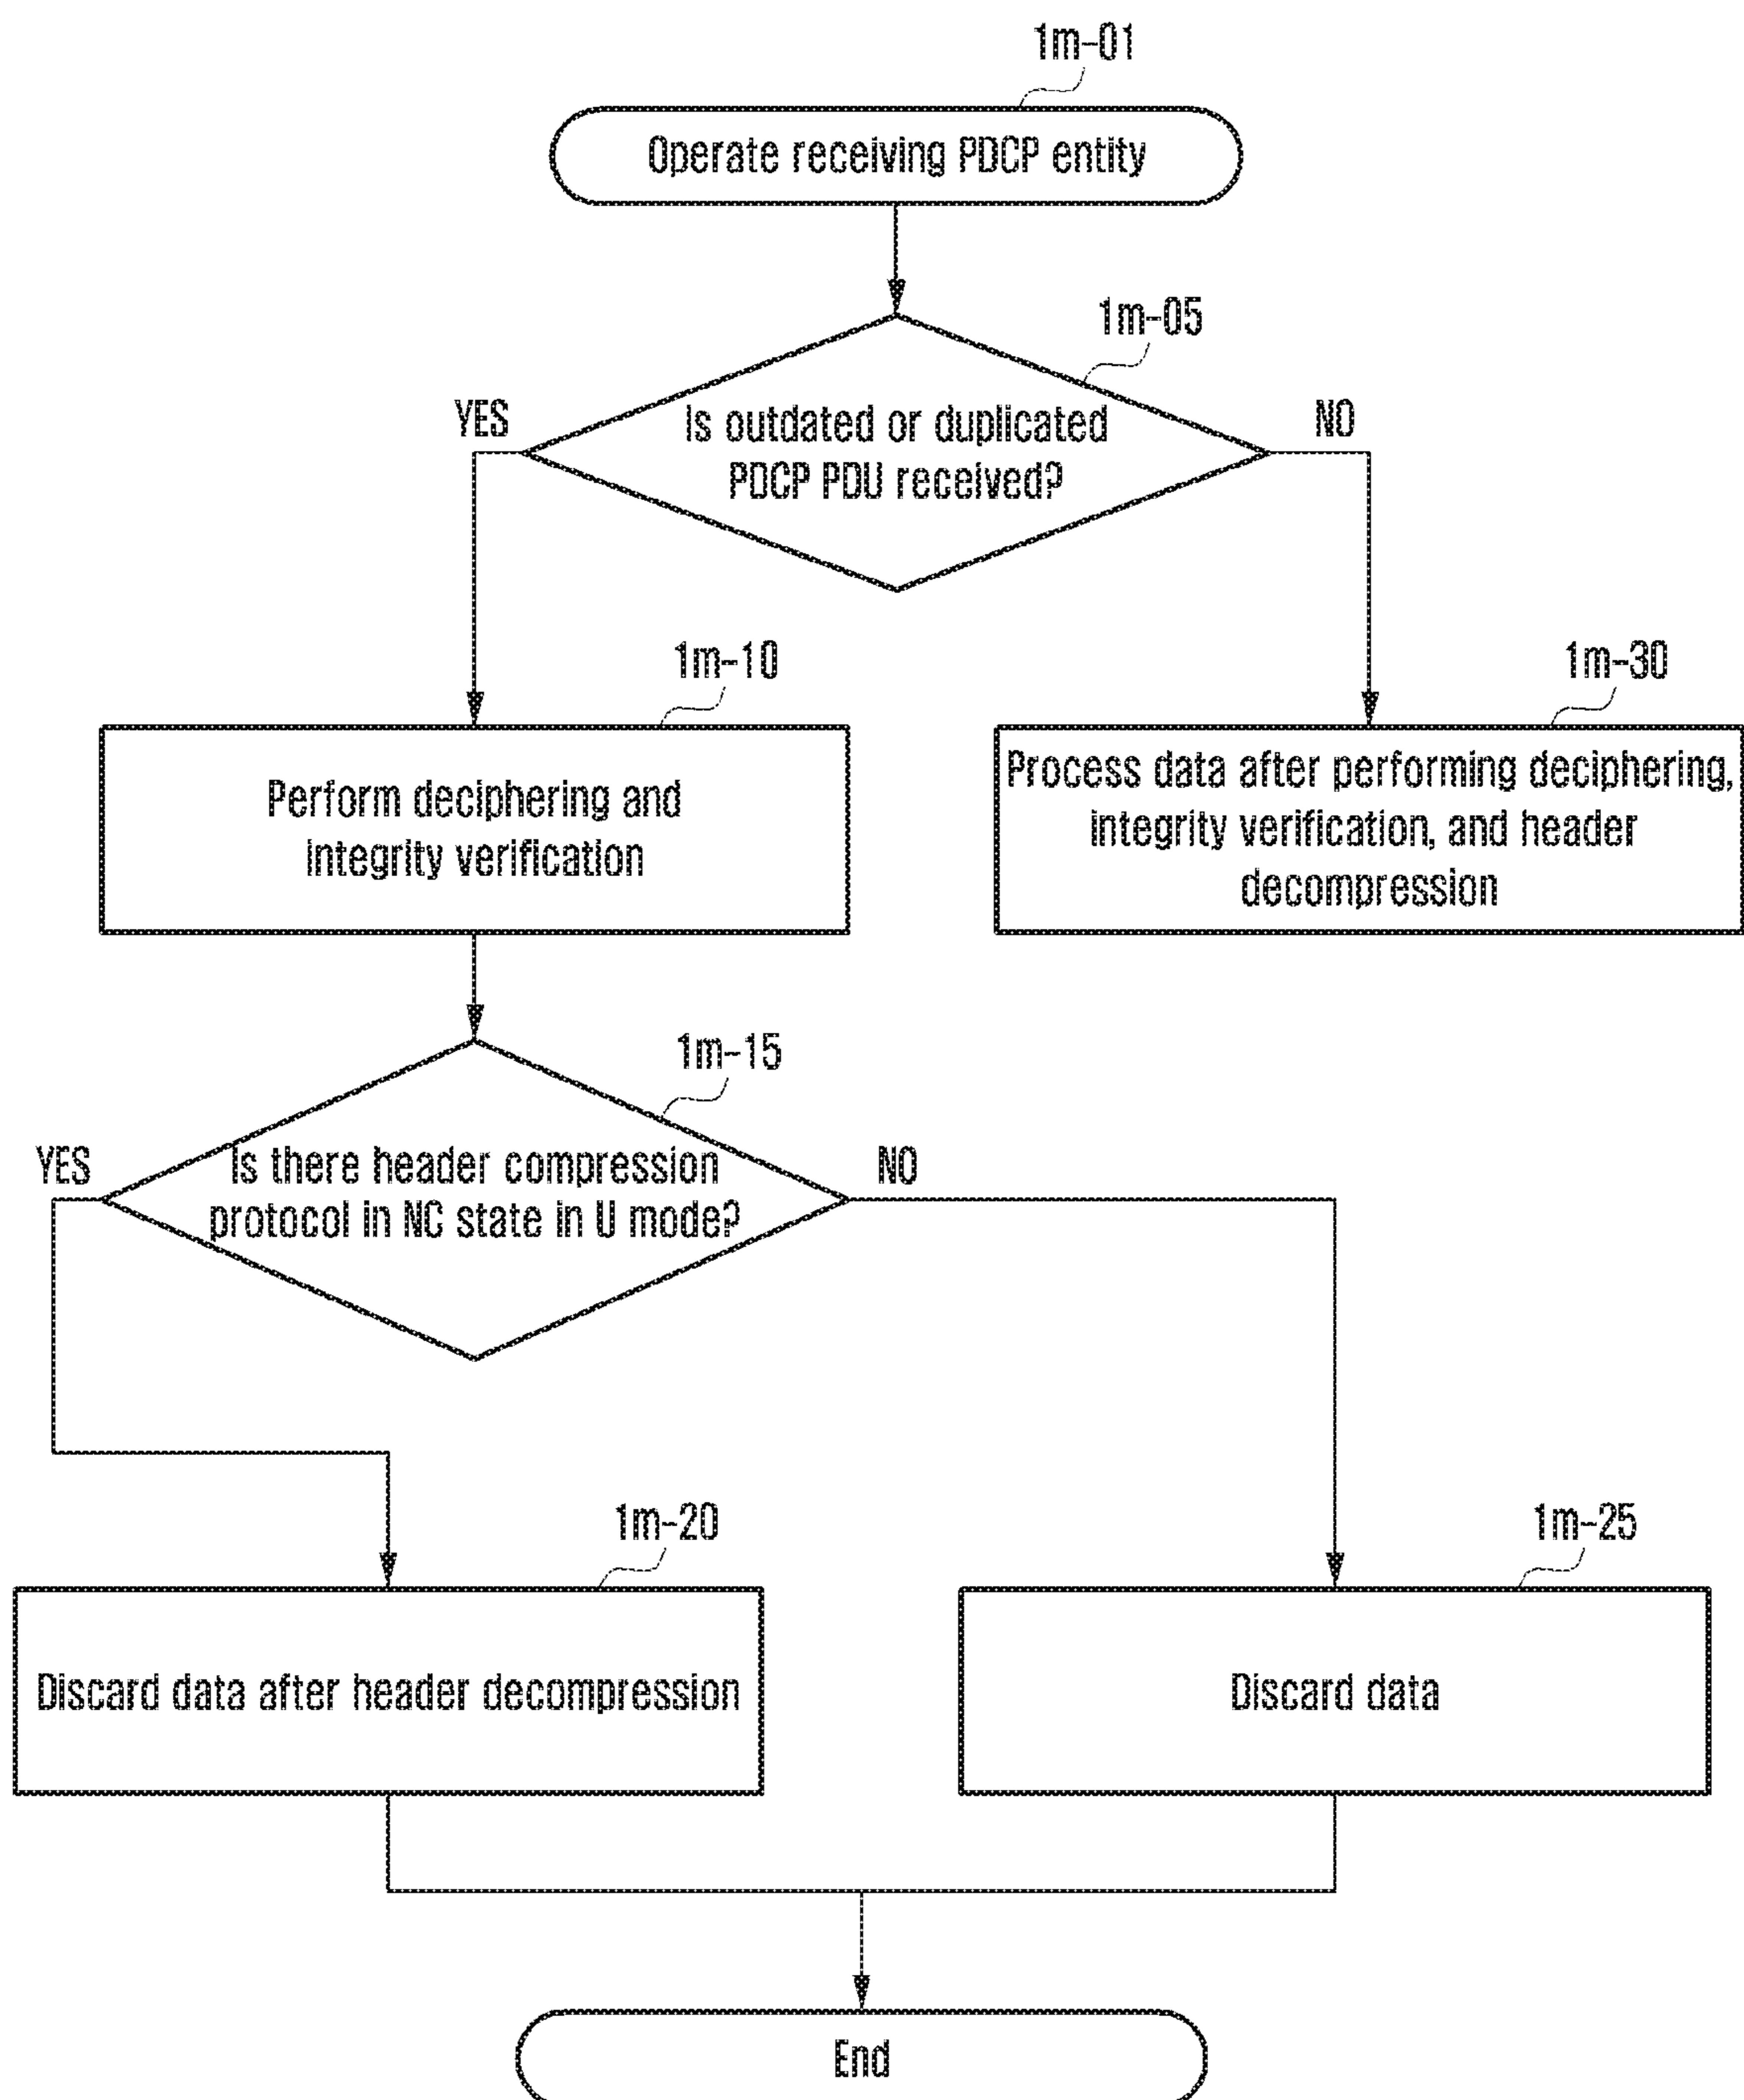 1m-01
Operate receiving PDCP entity
1m-05
YES
NO
Is outdated or duplicated
PDCP PDU received?
1m-10
1m-30
Perform deciphering and
integrity verification
Process data after performing deciphering,
integrity verification, and header
decompression
1m-15
YES
NO
Is there header compression
protocol in NC state in U mode?
1m-20
1m-25
Discard data after header decompression
Discard data
End